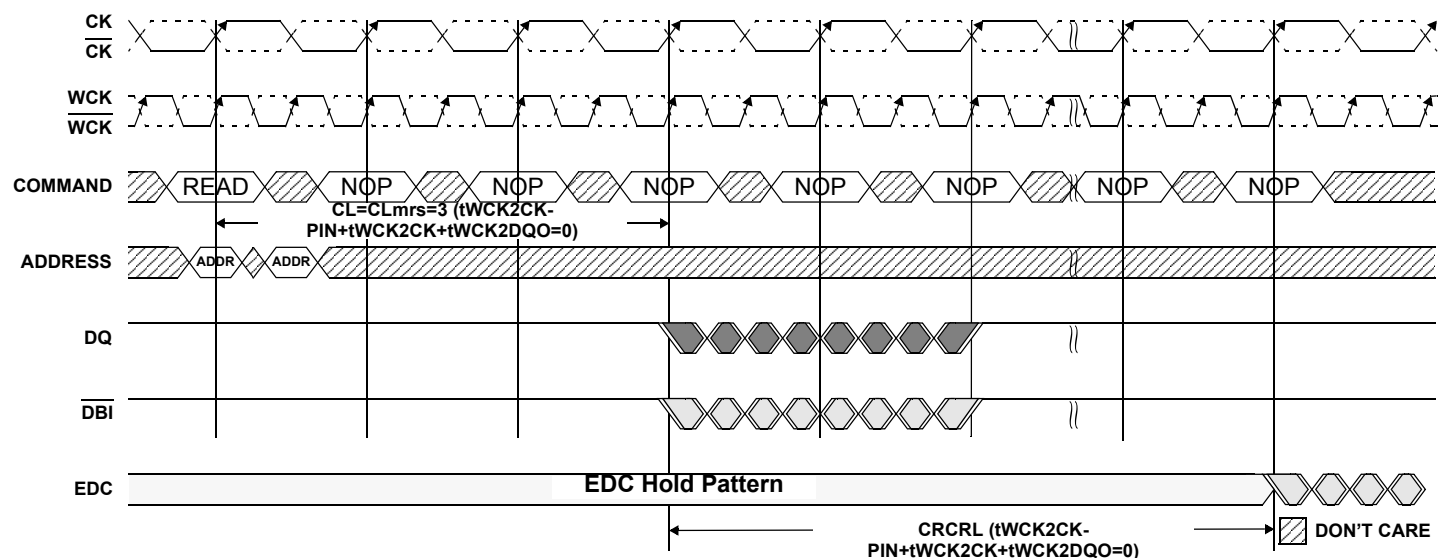 CK
CK
WCK
WCK
COMMAND READ NOP NOP NOP NOP NOP NOP NOP
CL=CLmrs=3 (tWCK2CK-
PIN+tWCK2CK+tWCK2DQO=0)
ADDRESS ADDR ADDR
DQ
DBI
EDC EDC Hold Pattern
CRCRL (tWCK2CK-
PIN+tWCK2CK+tWCK2DQO=0)
DON'T CARE